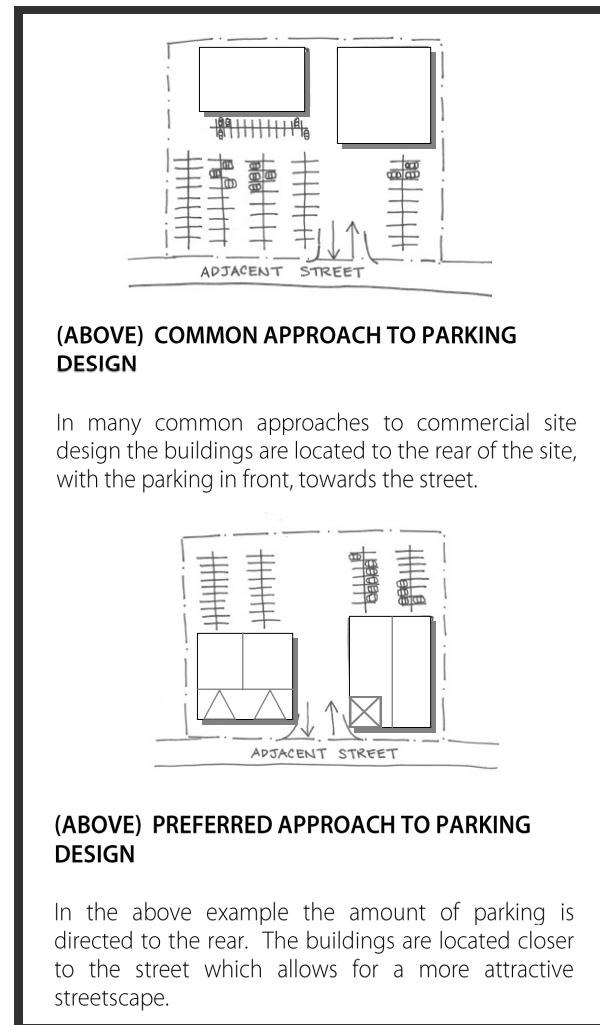 ADJACENT STREET
(ABOVE) COMMON APPROACH TO PARKING
DESIGN
In many common approaches to commercial site
design the buildings are located to the rear of the site,
with the parking in front, towards the street.
ADJACENT STREET
(ABOVE) PREFERRED APPROACH TO PARKING
DESIGN
In the above example the amount of parking is
directed to the rear. The buildings are located closer
to the street which allows for a more attractive
streetscape.